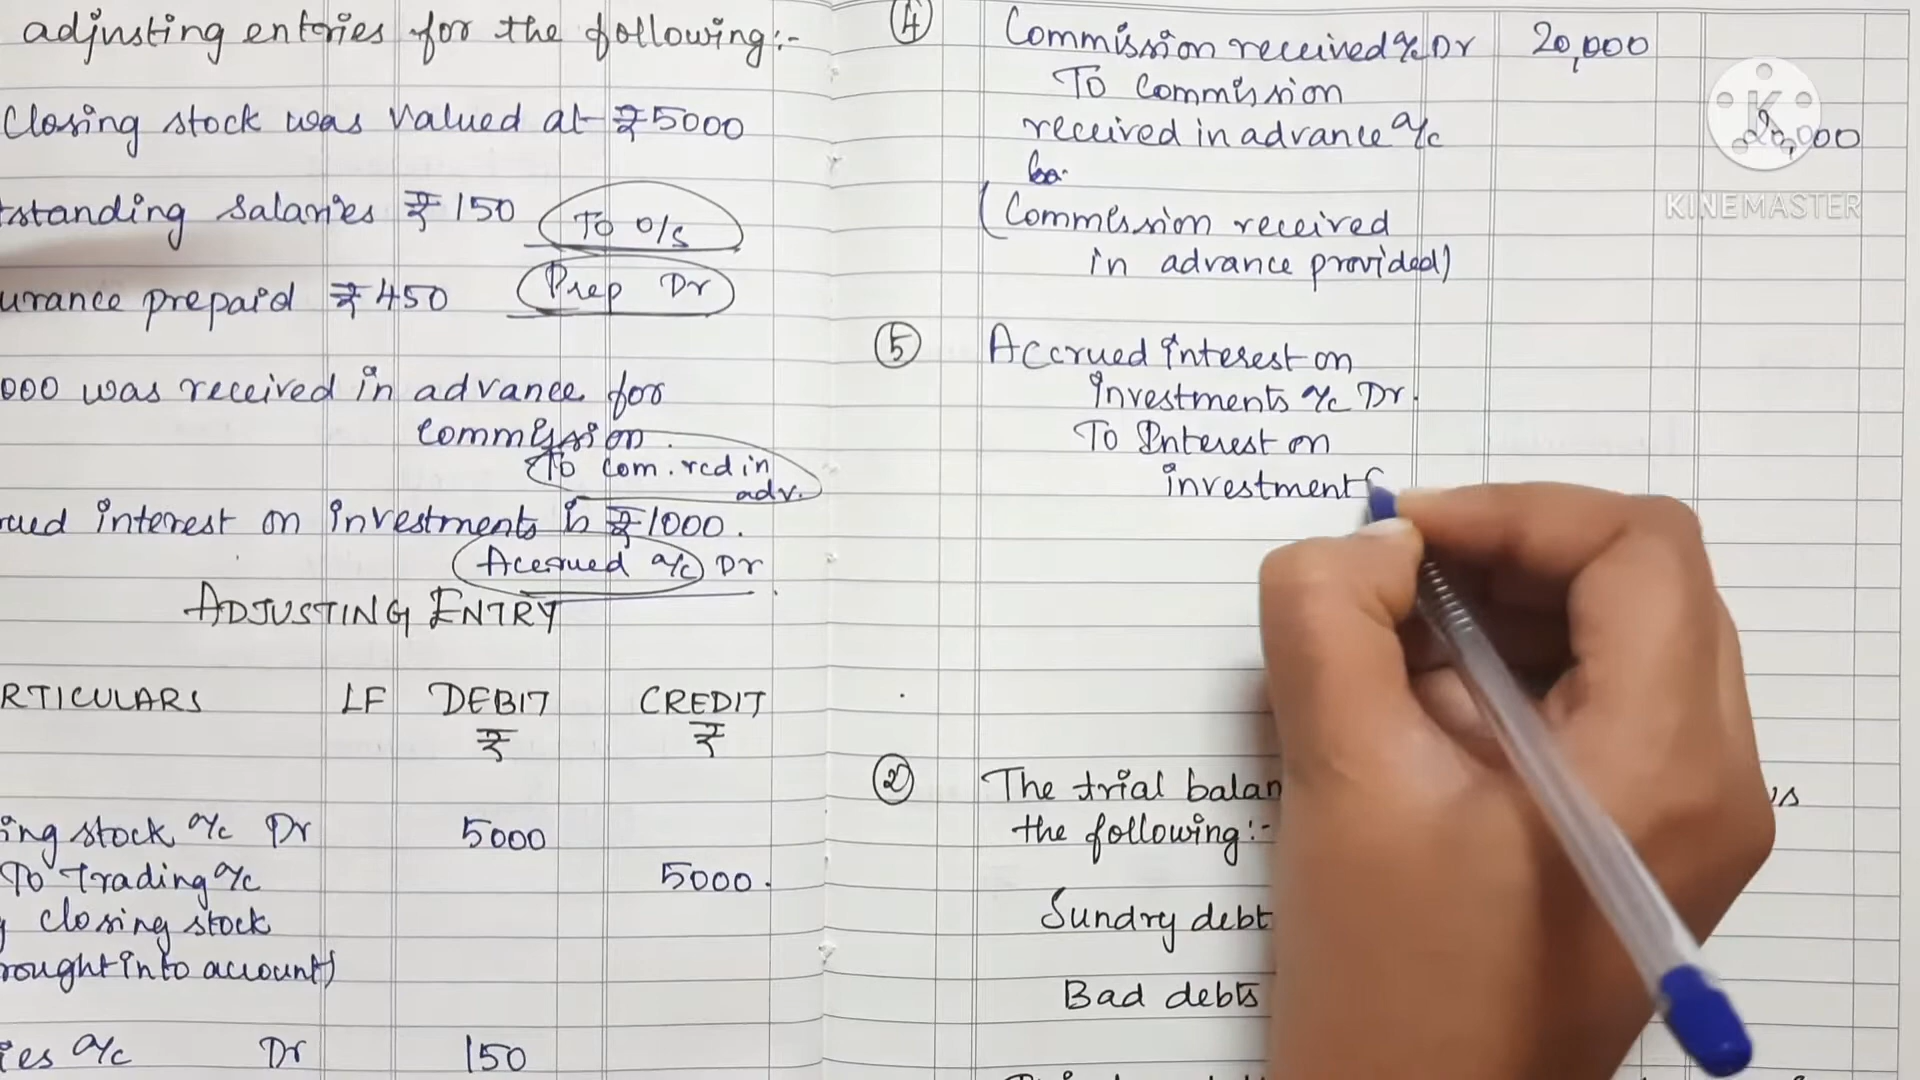 adjusting entries for the following:-
Closing stock was valued at ₹5000
tstanding salaries ₹150
To o/s
urance prepaid ₹450
Prep Dr
000 was received in advance for
commission.
To com. rcd in
adv.
rued interest on investments is ₹1000.
Accrued a/c Dr
ADJUSTING ENTRY
RTICULARS LF DEBIT CREDIT
₹ ₹
ing stock a/c Dr 5000
To Trading a/c 5000.
g closing stock
rought into account)
ies a/c Dr 150
④ Commission received a/c Dr 20,000
To Commission
received in advance a/c 20,000
(Commission received
in advance provided)
⑤ Accrued interest on
investments a/c Dr.
To Interest on
investment
② The trial balan
the following:-
Sundry debt
Bad debts
K
KINEMASTER